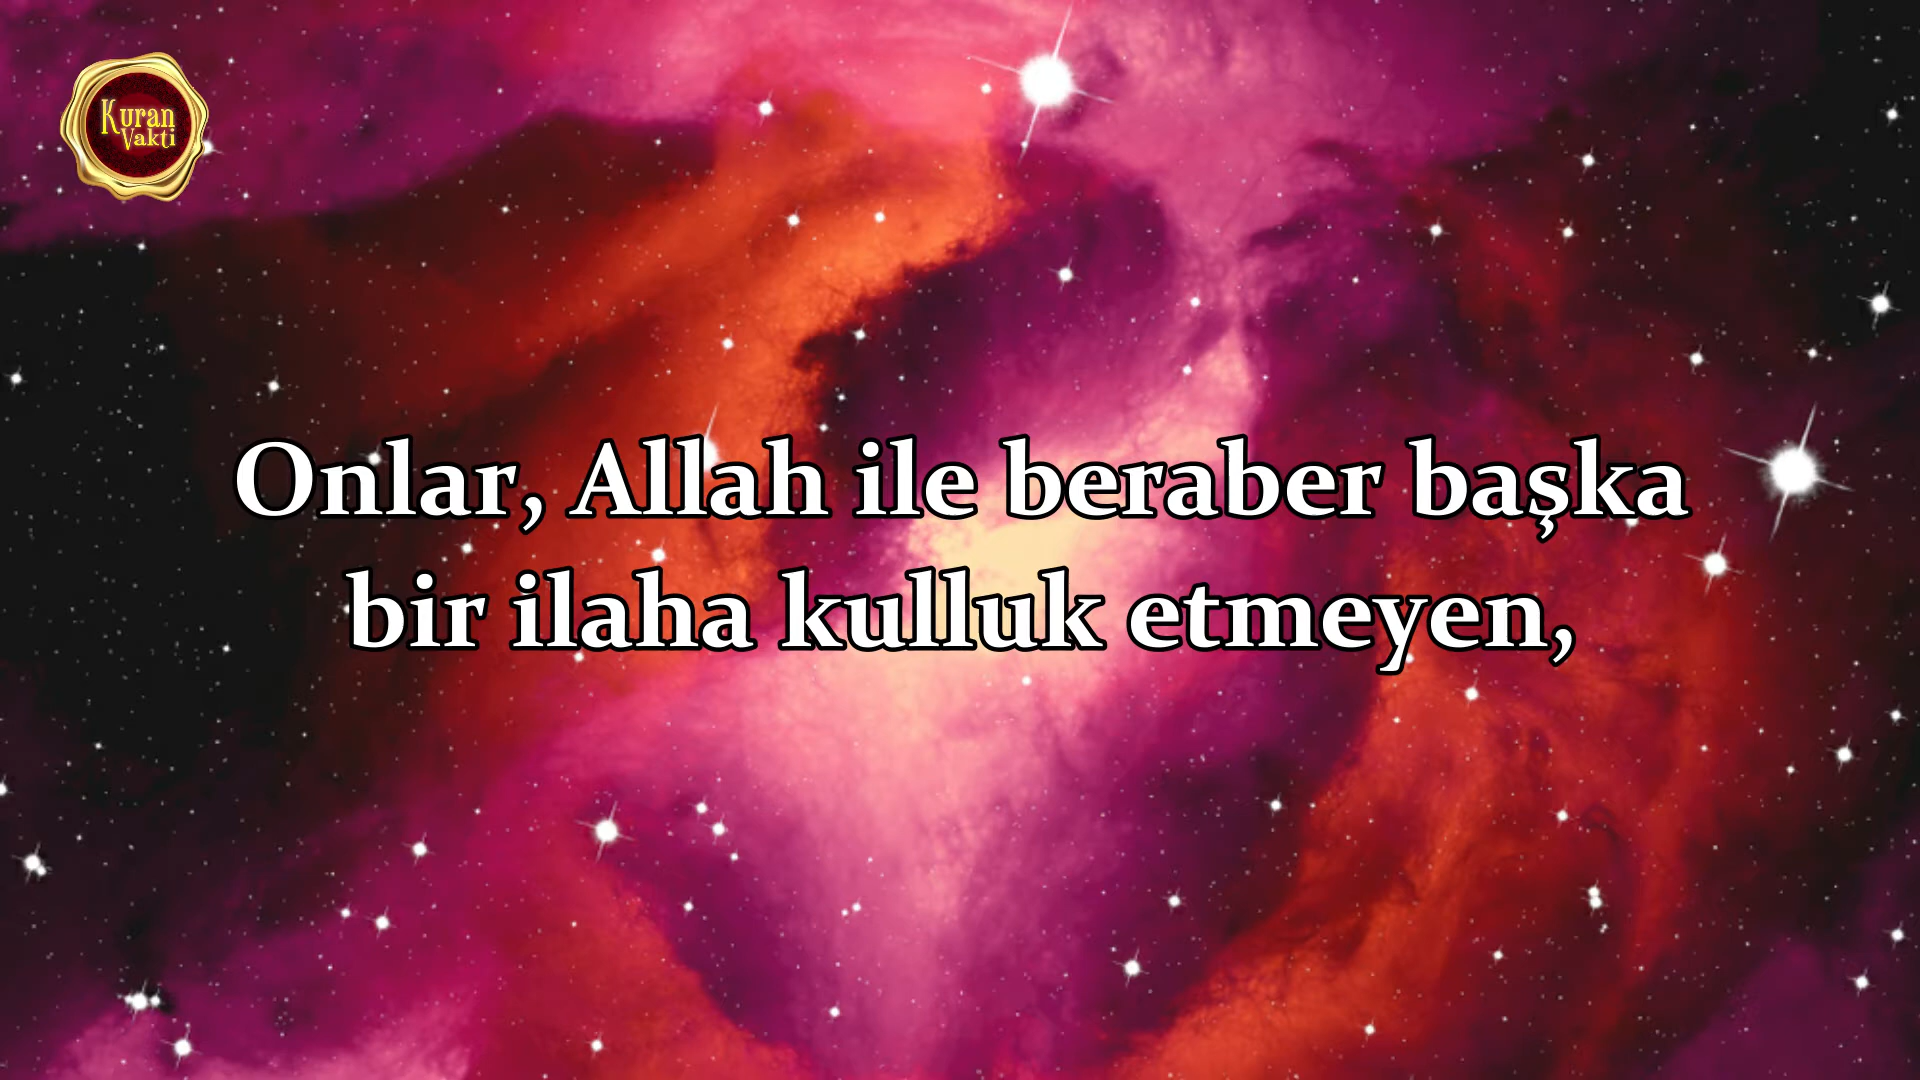 Kuran
Vakti
Onlar, Allah ile beraber başka
bir ilaha kulluk etmeyen,